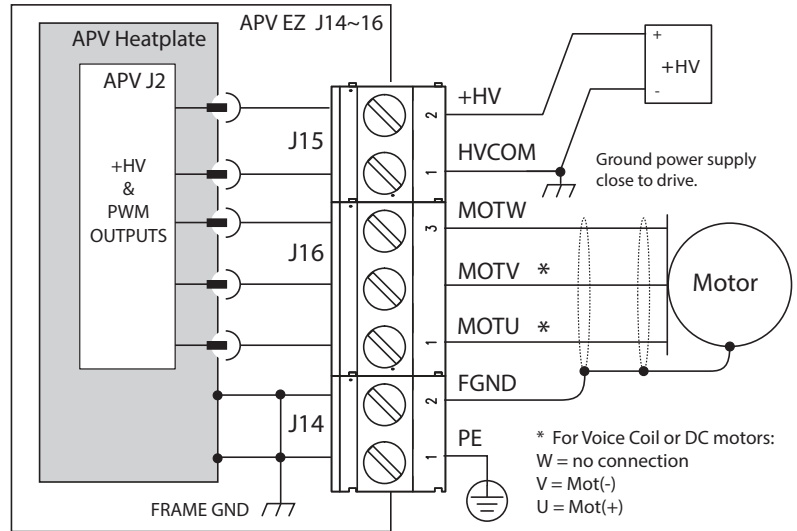 APV EZ J14~16
APV Heatplate
APV J2
+HV
&
PWM
OUTPUTS
J15
J16
J14
FRAME GND
2
1
3
1
2
1
+HV
HVCOM
MOTW
MOTV *
MOTU *
FGND
PE
+
+HV
-
Ground power supply
close to drive.
Motor
* For Voice Coil or DC motors:
W = no connection
V = Mot(-)
U = Mot(+)